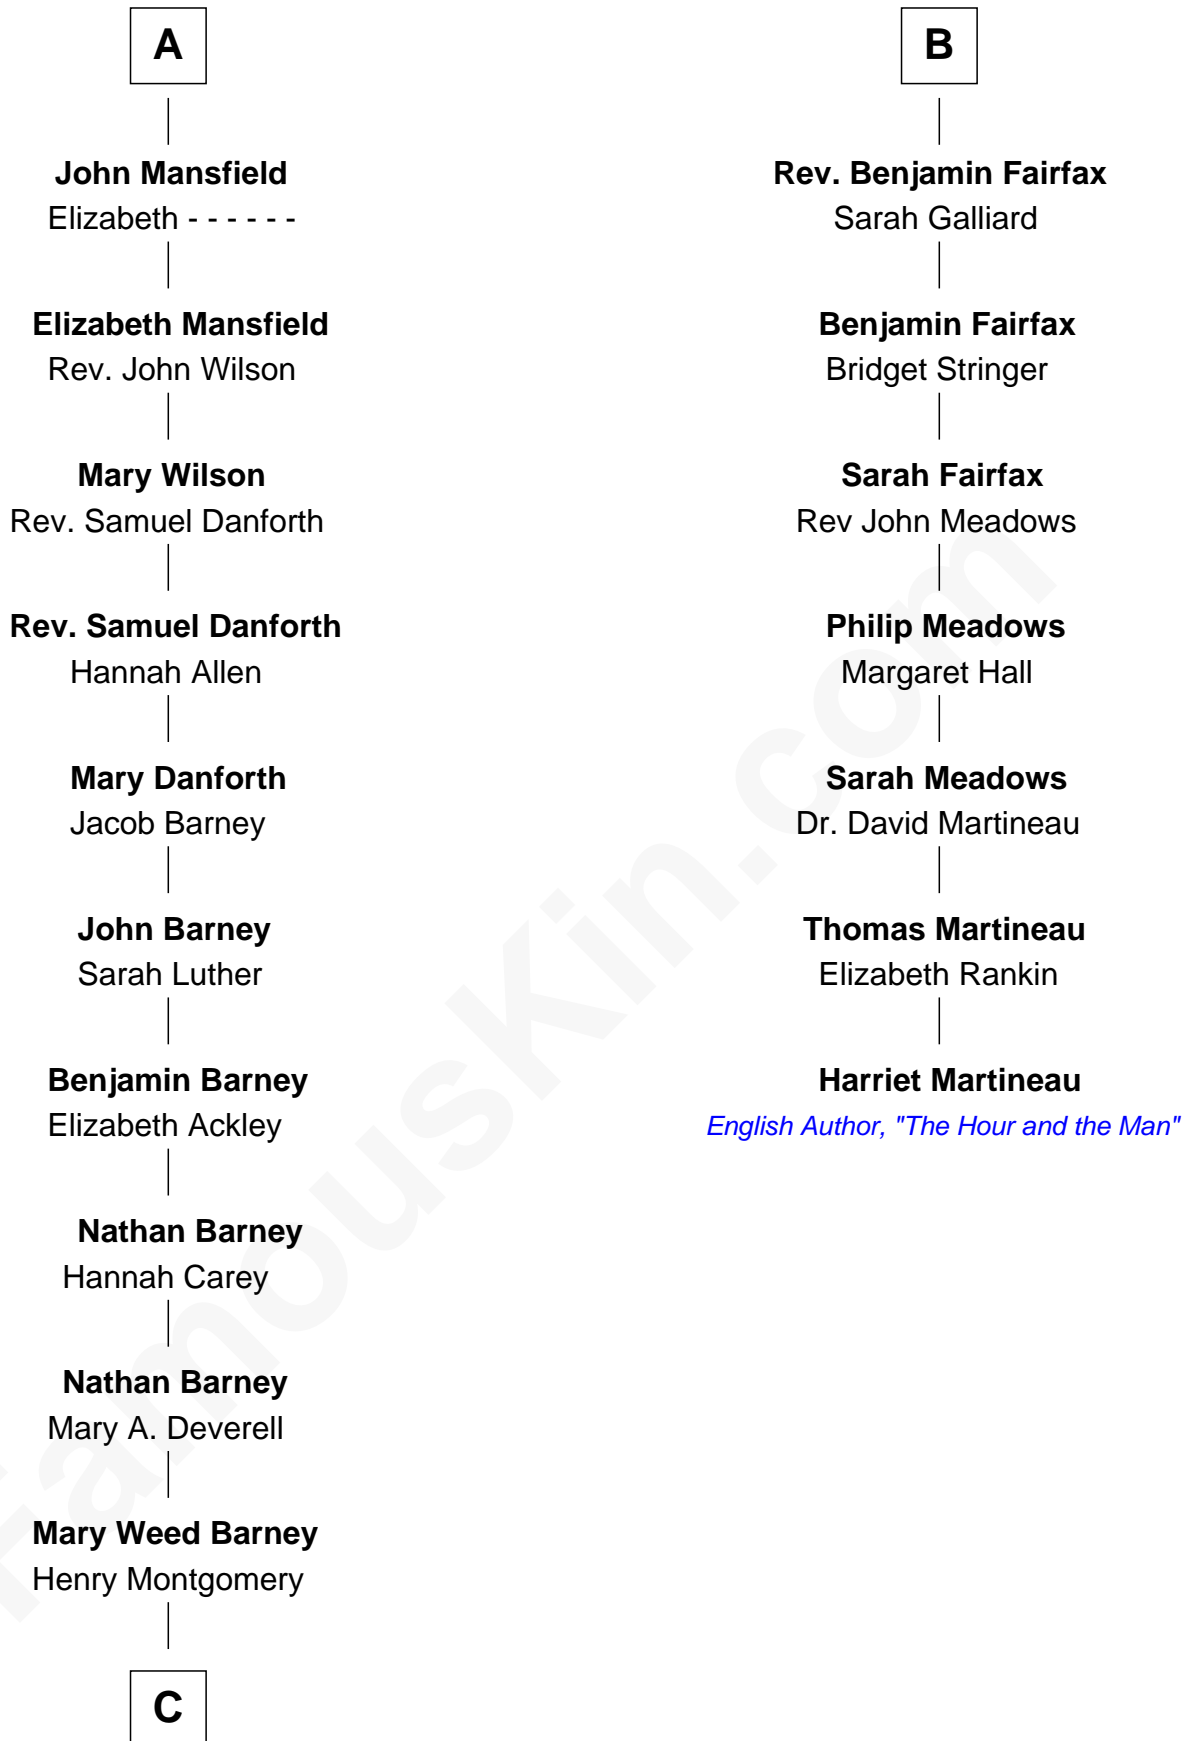 A
John Mansfield
Elizabeth - - - - - -
Elizabeth Mansfield
Rev. John Wilson
Mary Wilson
Rev. Samuel Danforth
Rev. Samuel Danforth
Hannah Allen
Mary Danforth
Jacob Barney
John Barney
Sarah Luther
Benjamin Barney
Elizabeth Ackley
Nathan Barney
Hannah Carey
Nathan Barney
Mary A. Deverell
Mary Weed Barney
Henry Montgomery
C
B
Rev. Benjamin Fairfax
Sarah Galliard
Benjamin Fairfax
Bridget Stringer
Sarah Fairfax
Rev John Meadows
Philip Meadows
Margaret Hall
Sarah Meadows
Dr. David Martineau
Thomas Martineau
Elizabeth Rankin
Harriet Martineau
English Author, "The Hour and the Man"
FamousKin.com